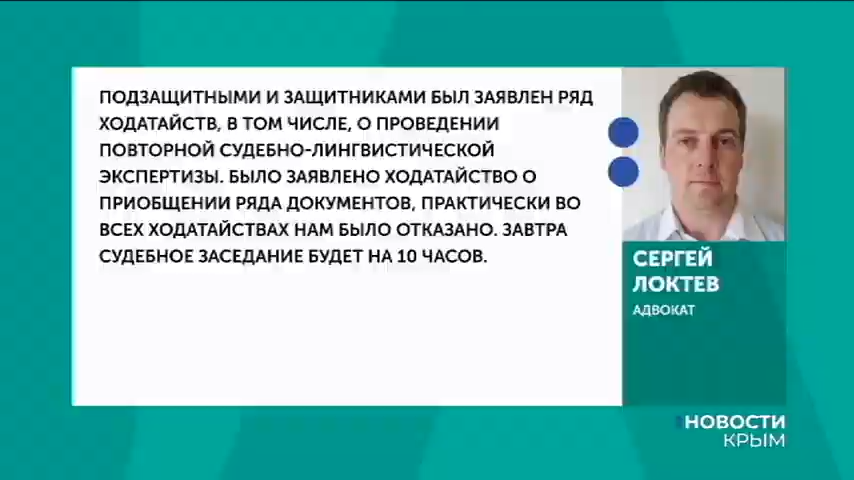 ПОДЗАЩИТНЫМИ И ЗАЩИТНИКАМИ БЫЛ ЗАЯВЛЕН РЯД
ХОДАТАЙСТВ, В ТОМ ЧИСЛЕ, О ПРОВЕДЕНИИ
ПОВТОРНОЙ СУДЕБНО-ЛИНГВИСТИЧЕСКОЙ
ЭКСПЕРТИЗЫ. БЫЛО ЗАЯВЛЕНО ХОДАТАЙСТВО О
ПРИОБЩЕНИИ РЯДА ДОКУМЕНТОВ, ПРАКТИЧЕСКИ ВО
ВСЕХ ХОДАТАЙСТВАХ НАМ БЫЛО ОТКАЗАНО. ЗАВТРА
СУДЕБНОЕ ЗАСЕДАНИЕ БУДЕТ НА 10 ЧАСОВ.
СЕРГЕЙ
ЛОКТЕВ
АДВОКАТ
НОВОСТИ
КРЫМ